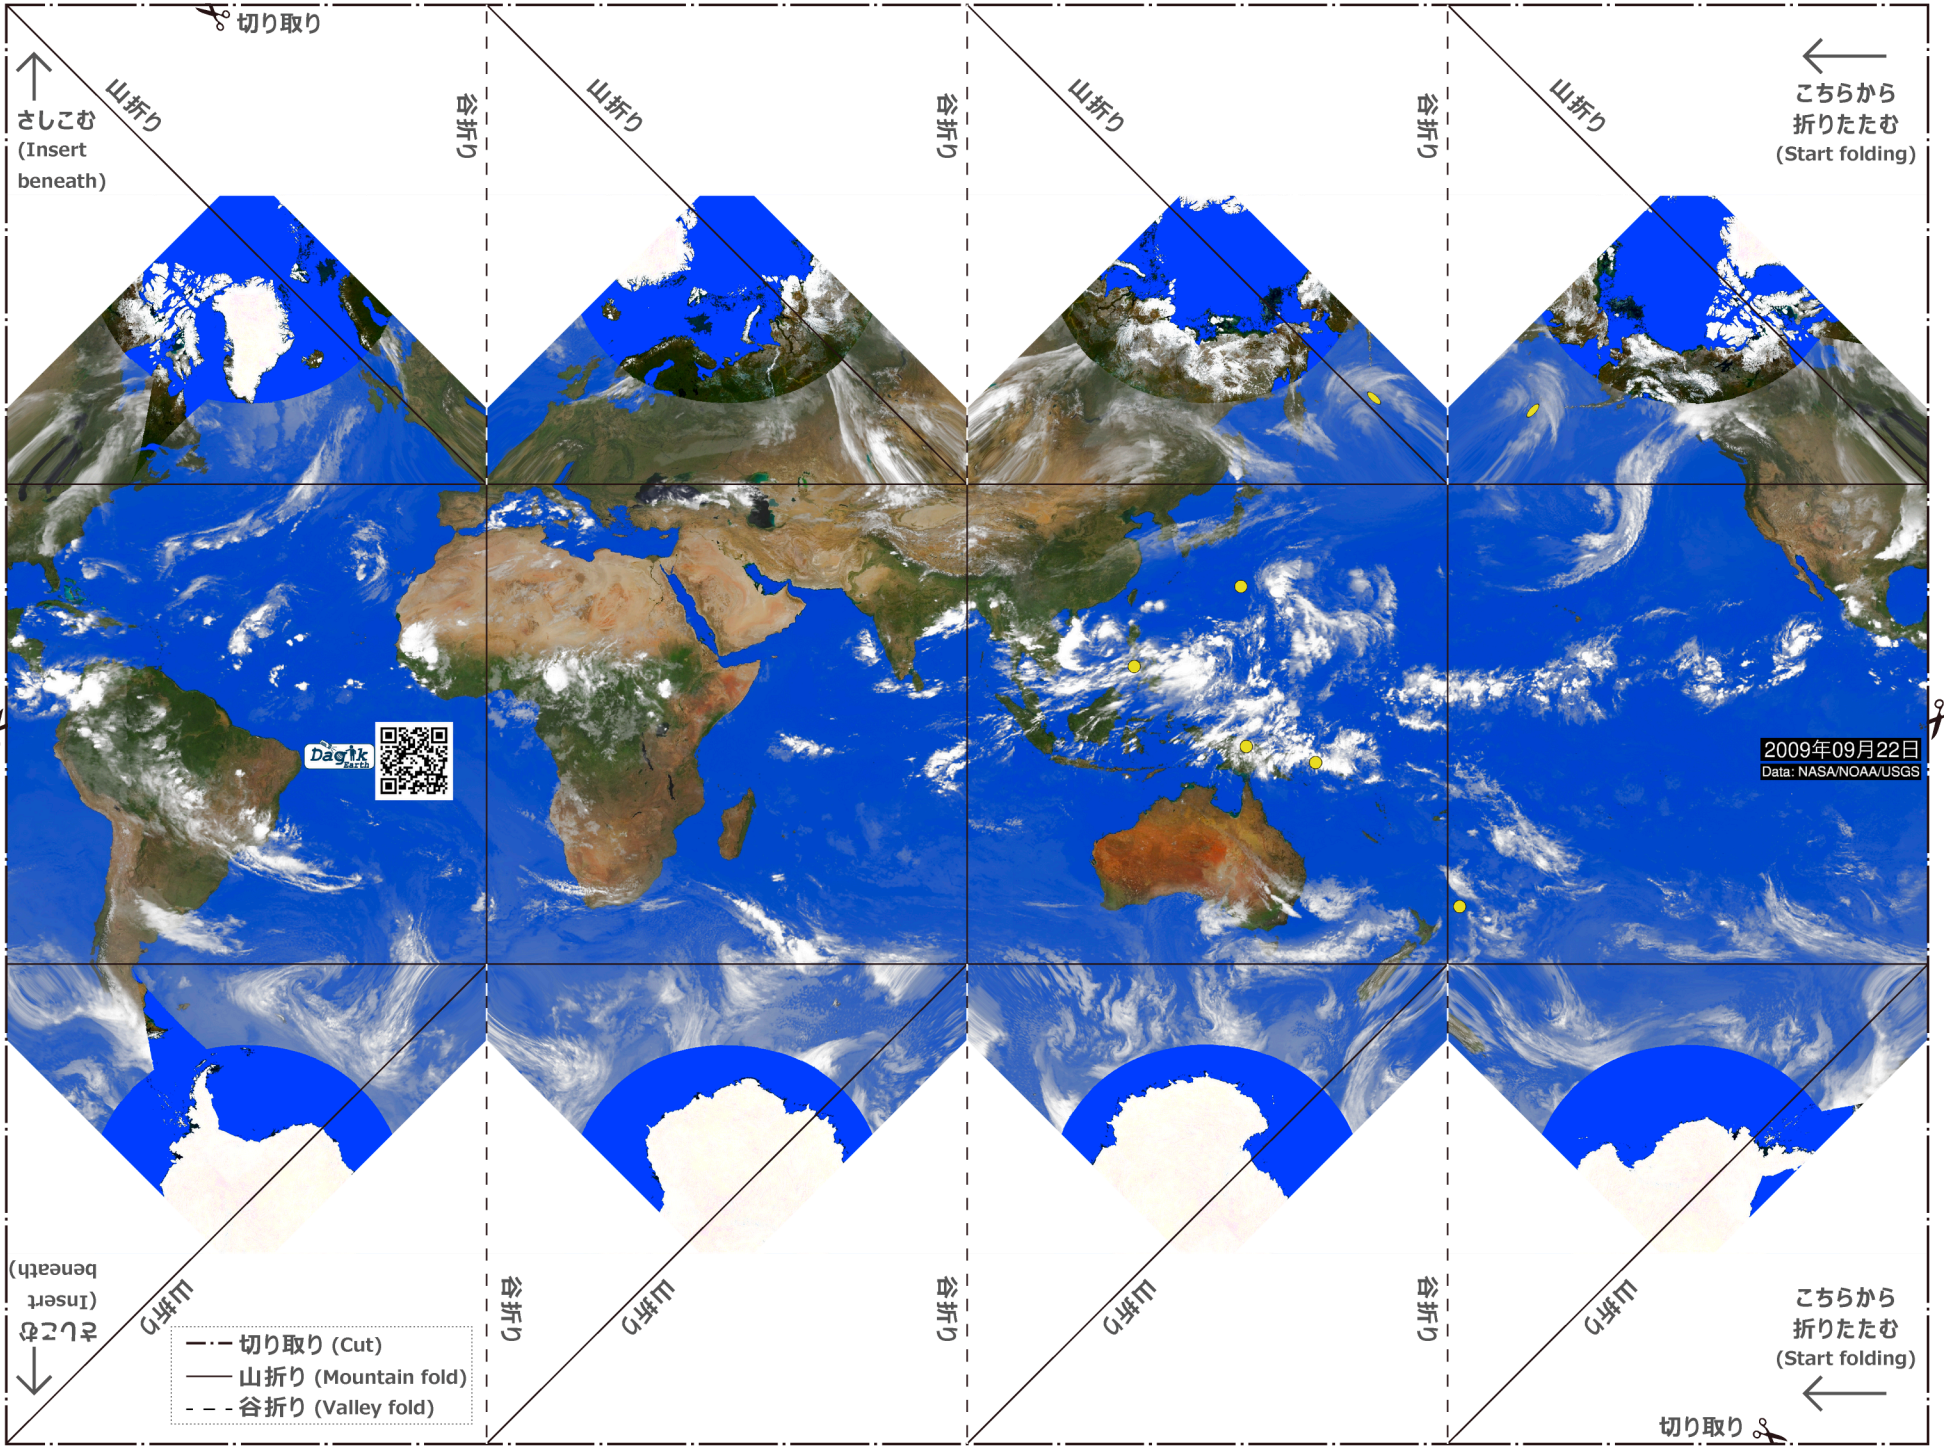 切り取り
山折り
谷折り
山折り
谷折り
山折り
谷折り
山折り
さしこむ
(Insert
beneath)
こちらから
折りたたむ
(Start folding)
Dagik
Earth
2009年09月22日
Data: NASA/NOAA/USGS
さしこむ
(Insert
beneath)
山折り
谷折り
山折り
谷折り
山折り
谷折り
山折り
こちらから
折りたたむ
(Start folding)
切り取り (Cut)
山折り (Mountain fold)
谷折り (Valley fold)
切り取り